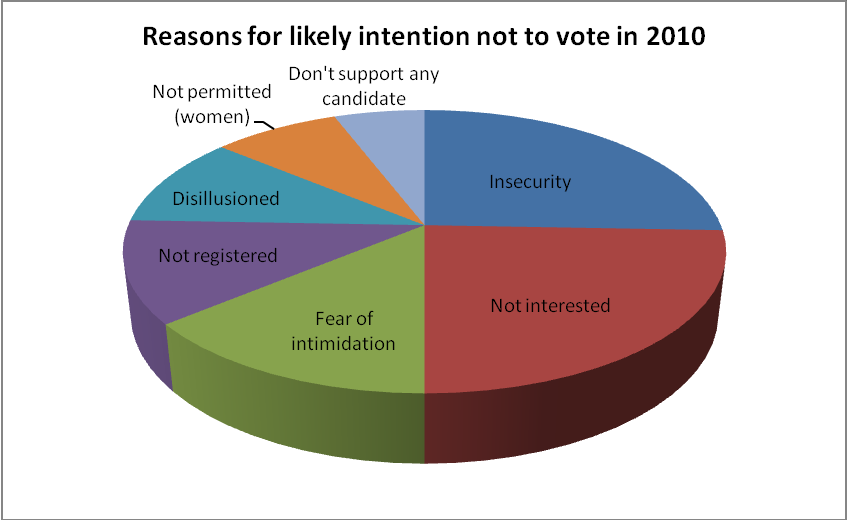 Reasons for likely intention not to vote in 2010
Don't support any
candidate
Not permitted
(women)
Insecurity
Disillusioned
Not registered
Not interested
Fear of
intimidation